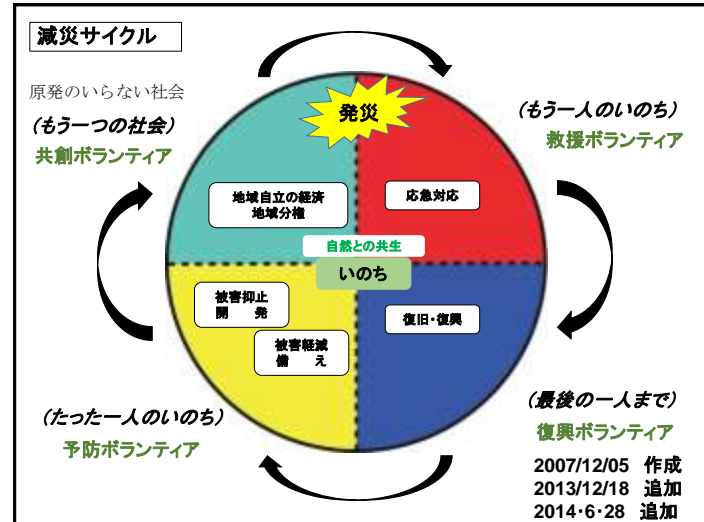 減災サイクル
原発のいらない社会
(もう一つの社会)
共創ボランティア
発災
(もう一人のいのち)
救援ボランティア
地域自立の経済
地域分権
応急対応
自然との共生
いのち
被害抑止
開　発
被害軽減
備　え
復旧・復興
(たった一人のいのち)
予防ボランティア
(最後の一人まで)
復興ボランティア
2007/12/05　作成
2013/12/18　追加
2014・6・28　追加